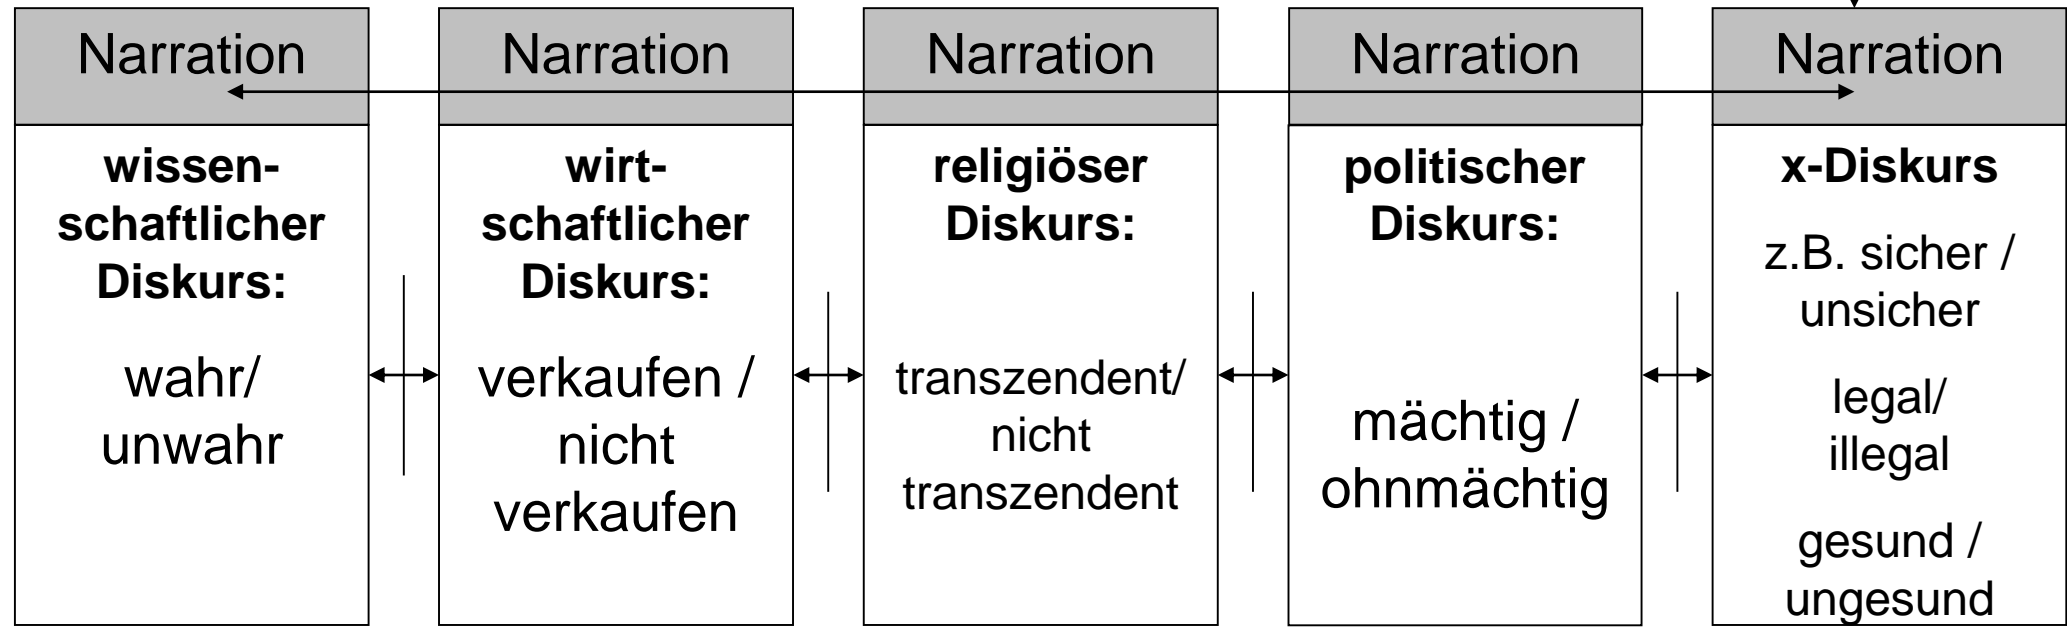 Narration
wissen-
schaftlicher
Diskurs:
wahr/
unwahr
Narration
wirt-
schaftlicher
Diskurs:
verkaufen /
nicht
verkaufen
Narration
religiöser
Diskurs:
transzendent/
nicht
transzendent
Narration
politischer
Diskurs:
mächtig /
ohnmächtig
Narration
x-Diskurs
z.B. sicher /
unsicher
legal/
illegal
gesund /
ungesund